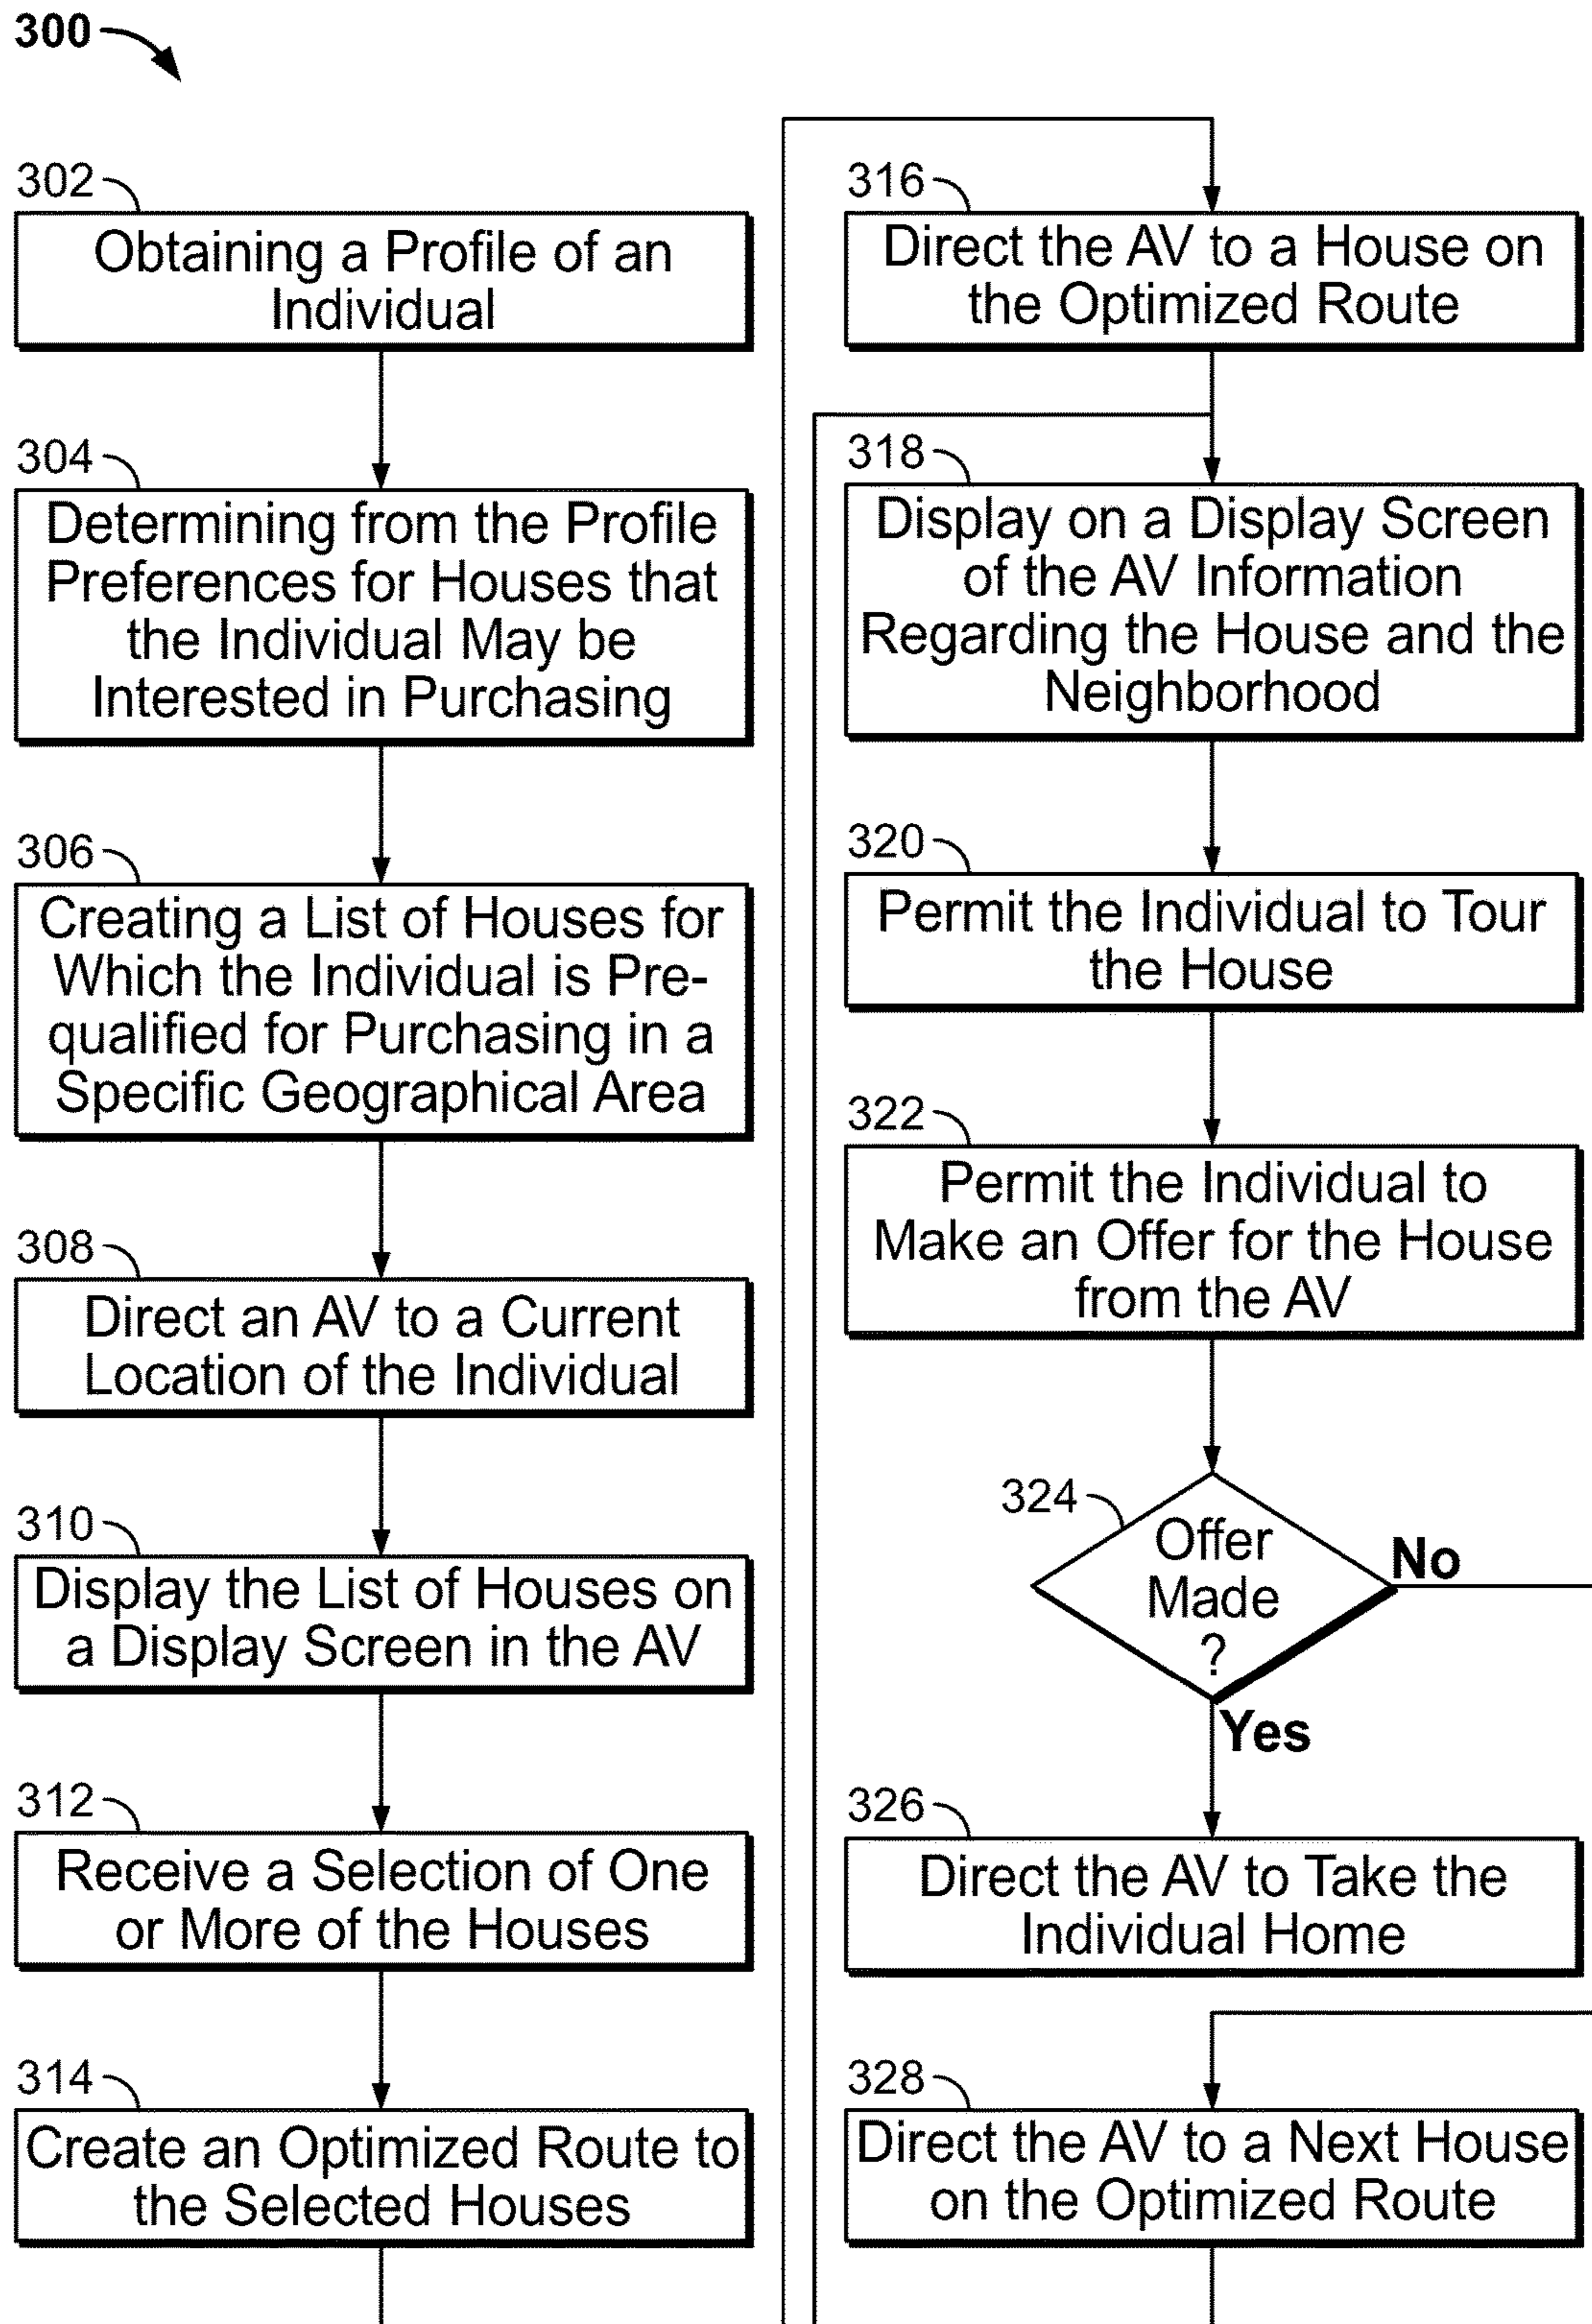 300
302
Obtaining a Profile of an
Individual
304
Determining from the Profile
Preferences for Houses that
the Individual May be
Interested in Purchasing
306
Creating a List of Houses for
Which the Individual is Pre-
qualified for Purchasing in a
Specific Geographical Area
308
Direct an AV to a Current
Location of the Individual
310
Display the List of Houses on
a Display Screen in the AV
312
Receive a Selection of One
or More of the Houses
314
Create an Optimized Route to
the Selected Houses
316
Direct the AV to a House on
the Optimized Route
318
Display on a Display Screen
of the AV Information
Regarding the House and the
Neighborhood
320
Permit the Individual to Tour
the House
322
Permit the Individual to
Make an Offer for the House
from the AV
324
Offer
Made
?
No
Yes
326
Direct the AV to Take the
Individual Home
328
Direct the AV to a Next House
on the Optimized Route